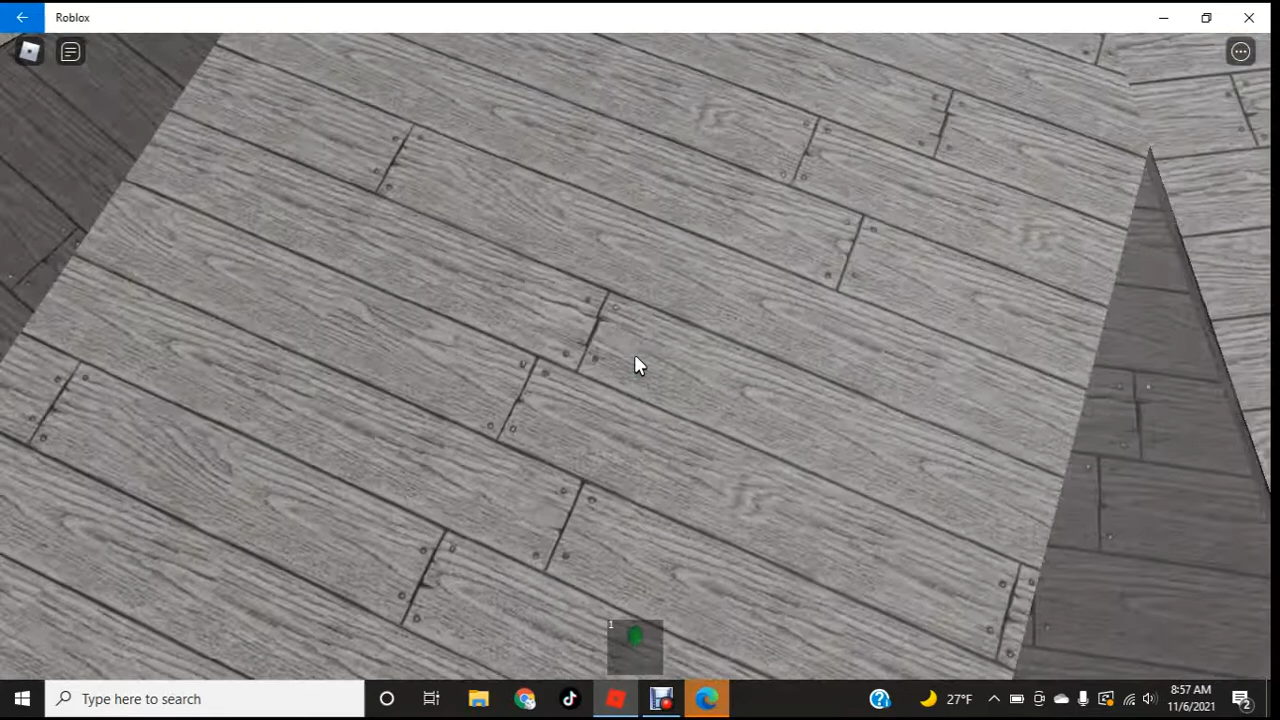 Roblox
1
Type here to search
27°F
8:57 AM
11/6/2021
2